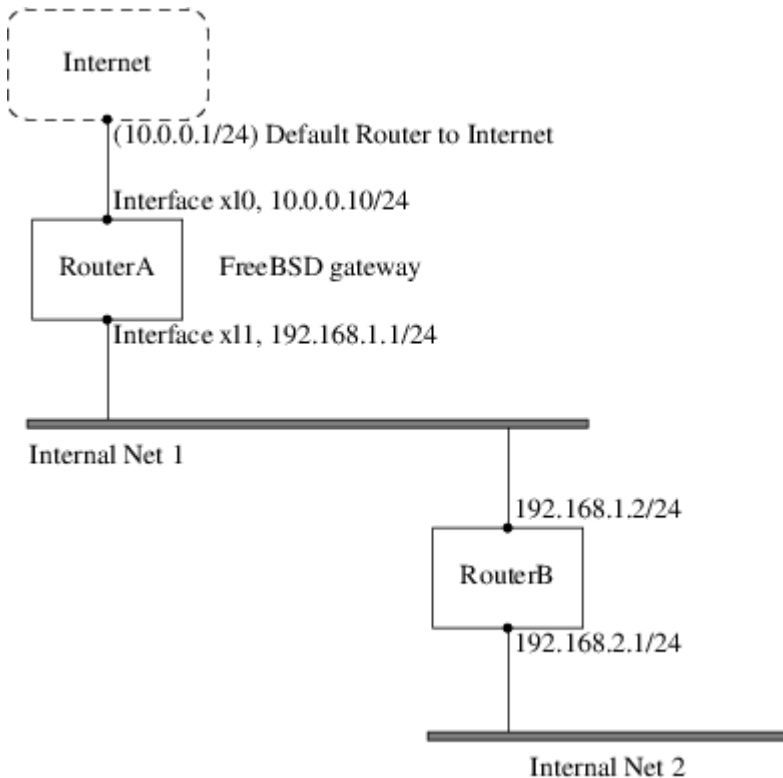 Internet
(10.0.0.1/24) Default Router to Internet
Interface xl0, 10.0.0.10/24
RouterA
FreeBSD gateway
Interface xl1, 192.168.1.1/24
Internal Net 1
192.168.1.2/24
RouterB
192.168.2.1/24
Internal Net 2